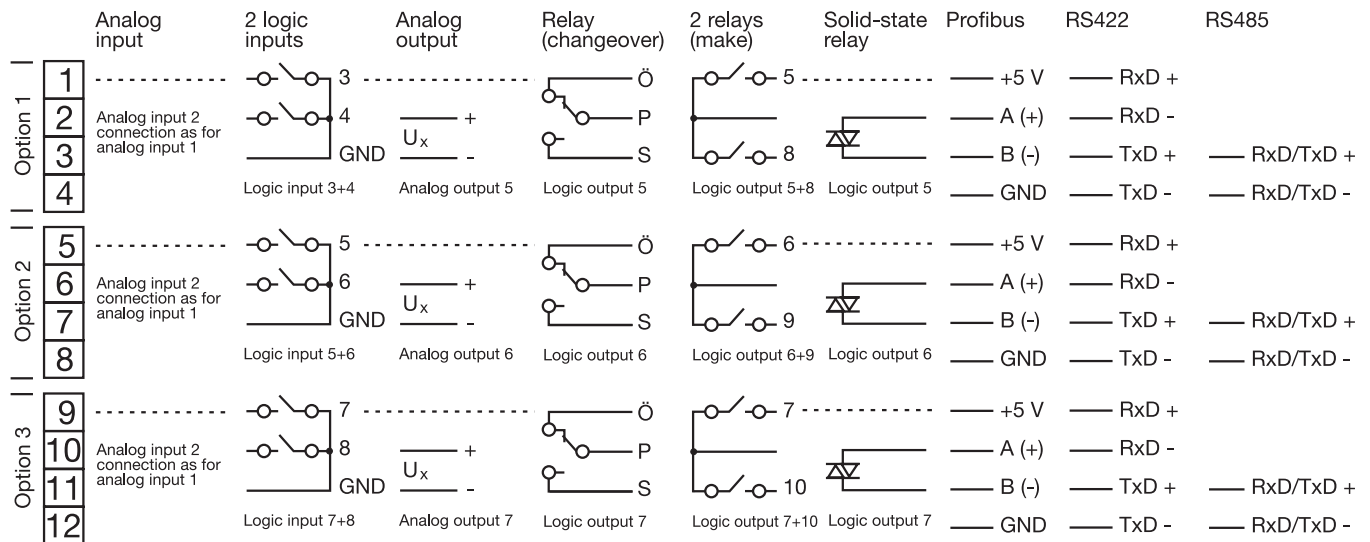 Analog input 2 logic inputs Analog output Relay (changeover) 2 relays (make) Solid-state relay Profibus RS422 RS485
Option 1
1 3 Ö 5 +5 V RxD +
2 Analog input 2 connection as for analog input 1 4 Ux + P A (+) RxD -
3 GND - S 8 B (-) TxD + RxD/TxD +
4 Logic input 3+4 Analog output 5 Logic output 5 Logic output 5+8 Logic output 5 GND TxD - RxD/TxD -
Option 2
5 5 Ö 6 +5 V RxD +
6 Analog input 2 connection as for analog input 1 6 Ux + P A (+) RxD -
7 GND - S 9 B (-) TxD + RxD/TxD +
8 Logic input 5+6 Analog output 6 Logic output 6 Logic output 6+9 Logic output 6 GND TxD - RxD/TxD -
Option 3
9 7 Ö 7 +5 V RxD +
10 Analog input 2 connection as for analog input 1 8 Ux + P A (+) RxD -
11 GND - S 10 B (-) TxD + RxD/TxD +
12 Logic input 7+8 Analog output 7 Logic output 7 Logic output 7+10 Logic output 7 GND TxD - RxD/TxD -